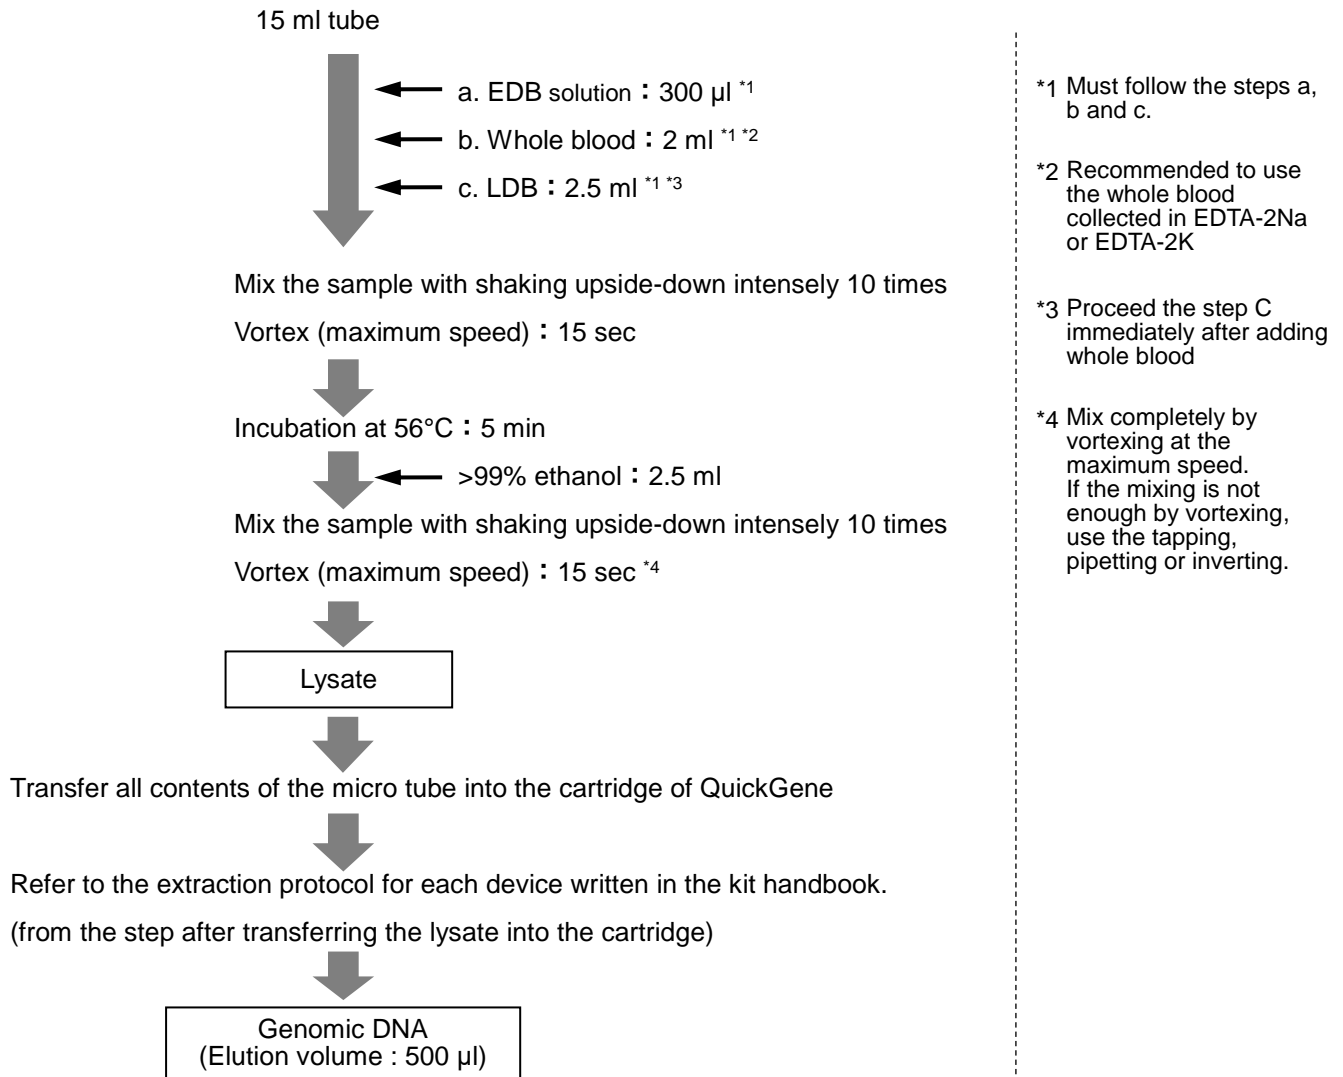 15 ml tube
a. EDB solution：300 µl *1
b. Whole blood：2 ml *1 *2
c. LDB：2.5 ml *1 *3
Mix the sample with shaking upside-down intensely 10 times
Vortex (maximum speed)：15 sec
Incubation at 56°C：5 min
>99% ethanol：2.5 ml
Mix the sample with shaking upside-down intensely 10 times
Vortex (maximum speed)：15 sec *4
Lysate
Transfer all contents of the micro tube into the cartridge of QuickGene
Refer to the extraction protocol for each device written in the kit handbook.
(from the step after transferring the lysate into the cartridge)
Genomic DNA
(Elution volume : 500 µl)
*1 Must follow the steps a,
b and c.
*2 Recommended to use
the whole blood
collected in EDTA-2Na
or EDTA-2K
*3 Proceed the step C
immediately after adding
whole blood
*4 Mix completely by
vortexing at the
maximum speed.
If the mixing is not
enough by vortexing,
use the tapping,
pipetting or inverting.